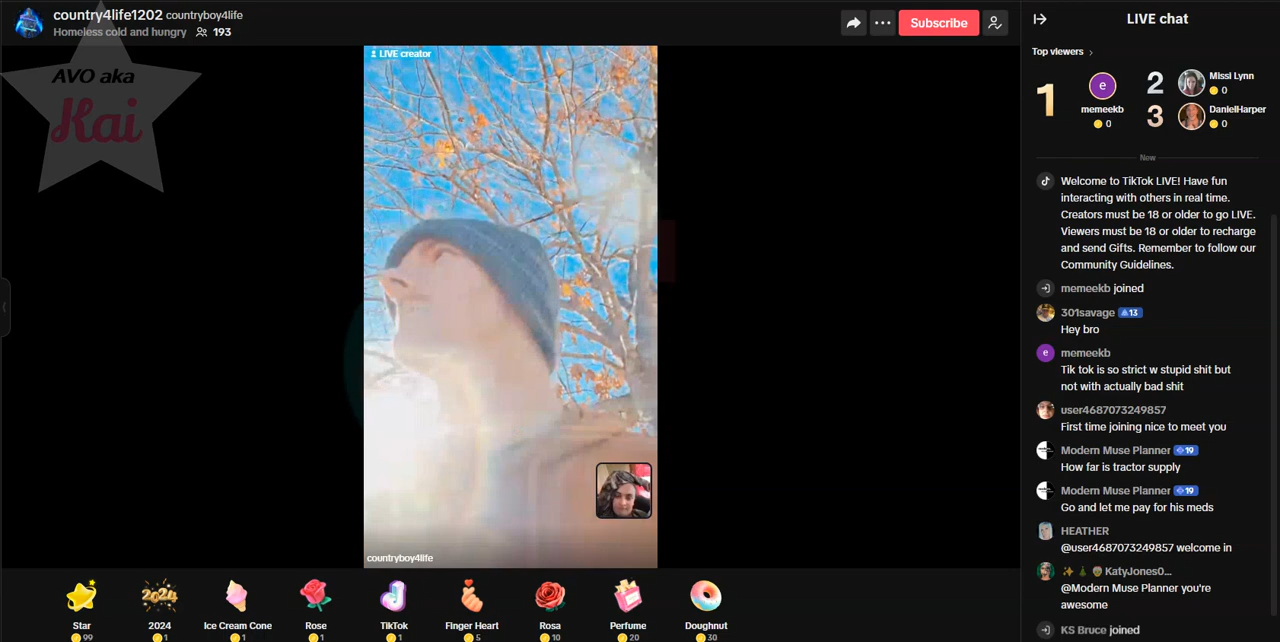 country4life1202 countryboy4life
Homeless cold and hungry 193
Subscribe
AVO aka
Kai
LIVE creator
countryboy4life
Star
99
2024
2024
1
Ice Cream Cone
1
Rose
1
TikTok
1
Finger Heart
5
Rosa
10
Perfume
20
Doughnut
30
LIVE chat
Top viewers
1
e
memeekb
0
2
Missi Lynn
0
3
DanielHarper
0
New
Welcome to TikTok LIVE! Have fun
interacting with others in real time.
Creators must be 18 or older to go LIVE.
Viewers must be 18 or older to recharge
and send Gifts. Remember to follow our
Community Guidelines.
memeekb joined
301savage 13
Hey bro
e memeekb
Tik tok is so strict w stupid shit but
not with actually bad shit
user4687073249857
First time joining nice to meet you
Modern Muse Planner 19
How far is tractor supply
Modern Muse Planner 19
Go and let me pay for his meds
HEATHER
@user4687073249857 welcome in
KatyJones0...
@Modern Muse Planner you're
awesome
KS Bruce joined